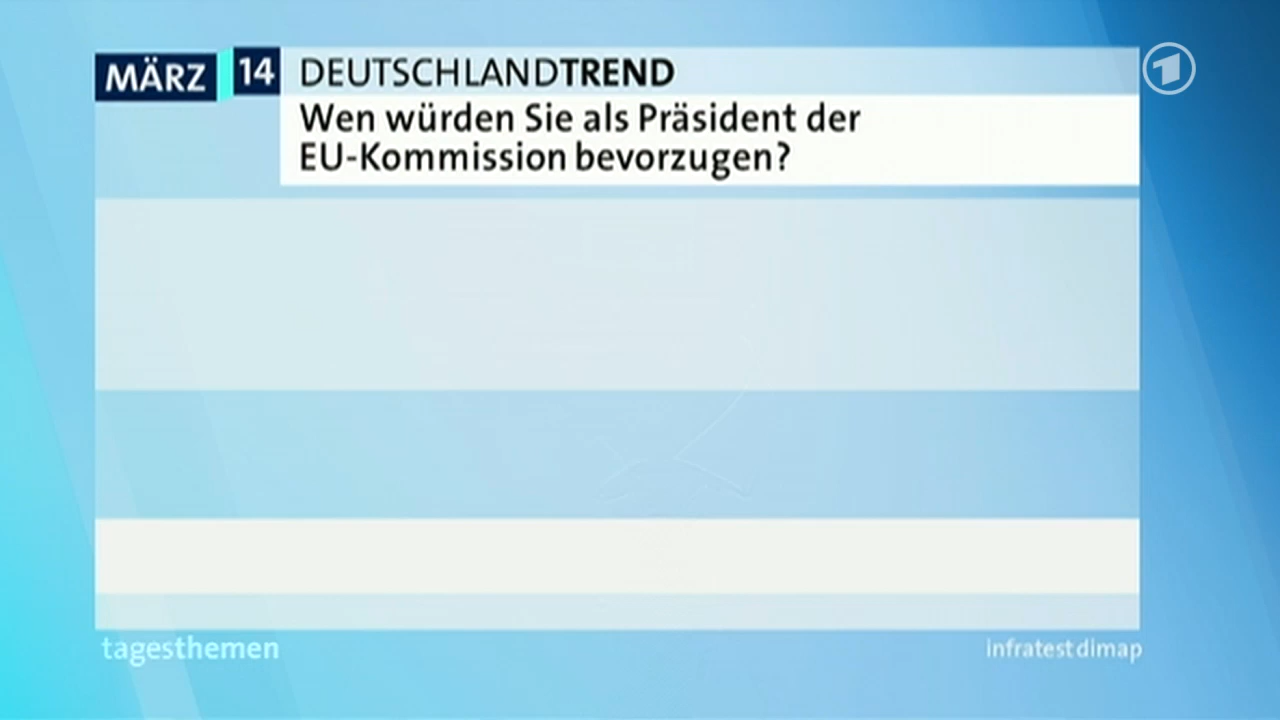 MÄRZ 14 DEUTSCHLANDTREND
Wen würden Sie als Präsident der
EU-Kommission bevorzugen?
1
tagesthemen
infratest dimap